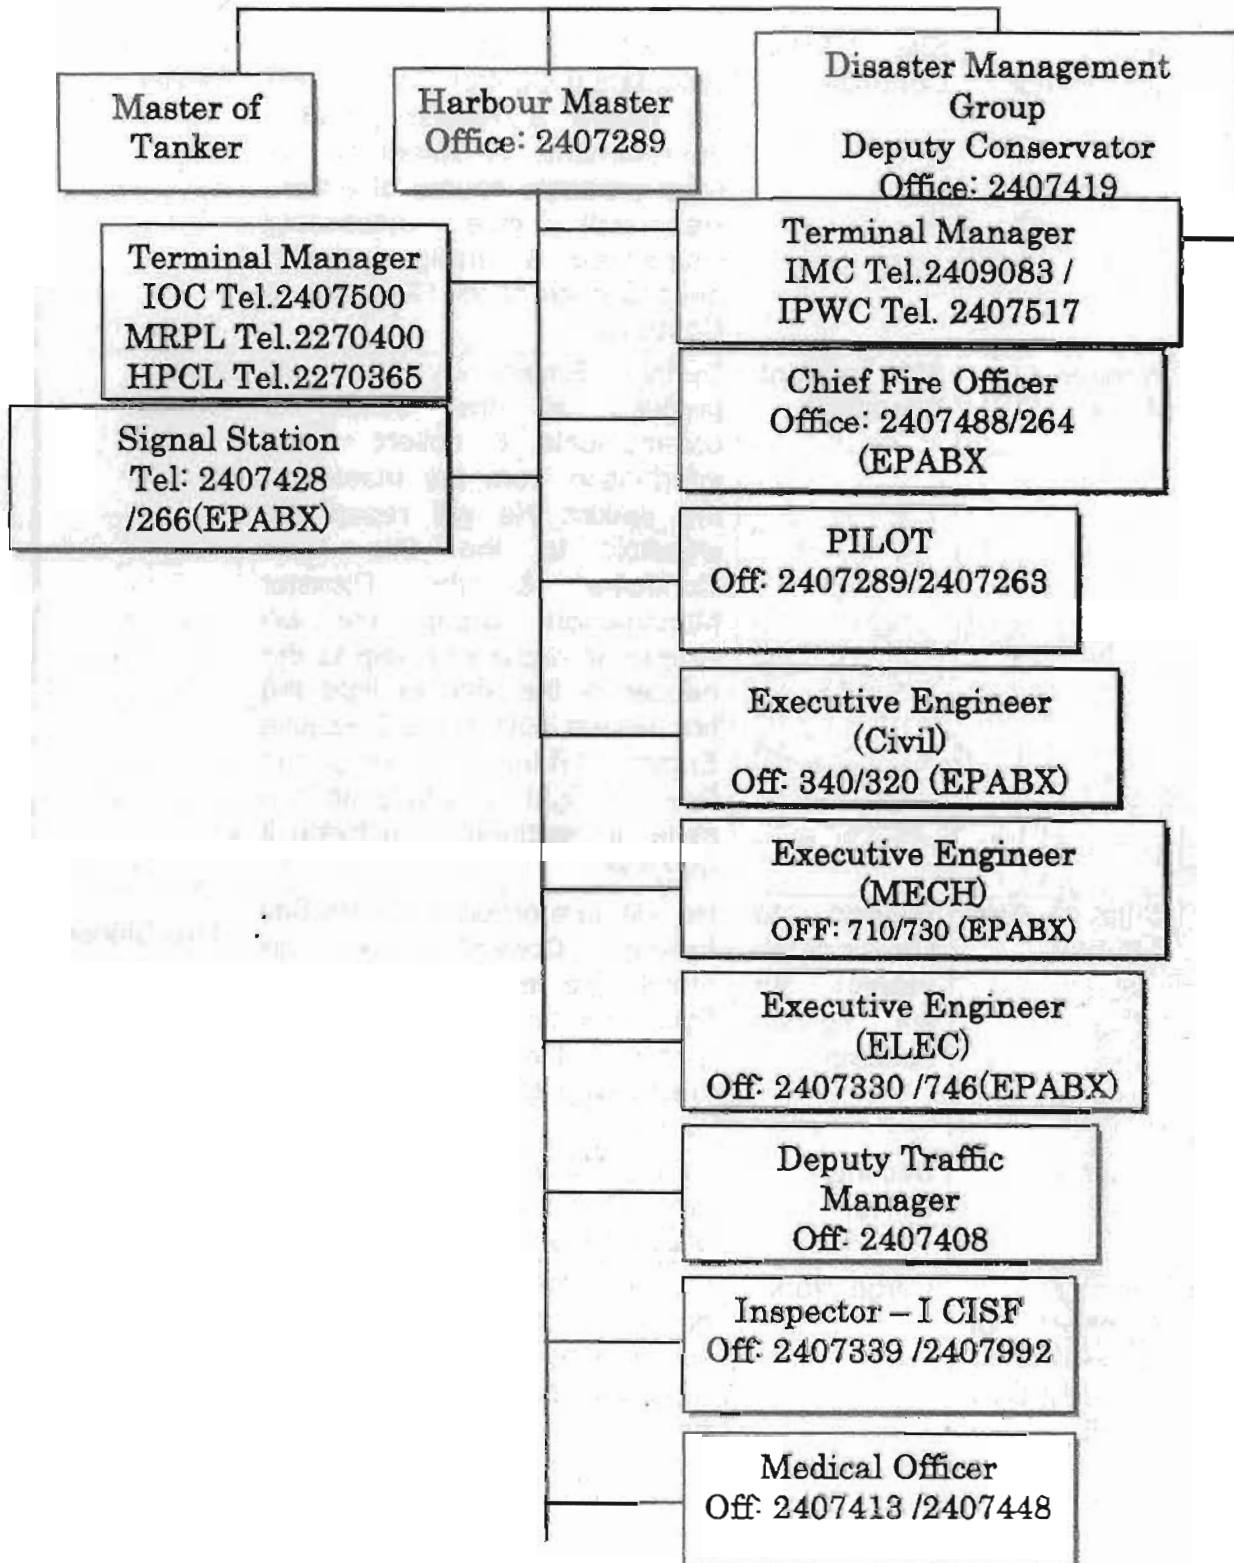 Master of
Tanker
Harbour Master
Office: 2407289
Disaster Management
Group
Deputy Conservator
Office: 2407419
Terminal Manager
IOC Tel.2407500
MRPL Tel.2270400
HPCL Tel.2270365
Terminal Manager
IMC Tel.2409083 /
IPWC Tel. 2407517
Signal Station
Tel: 2407428
/266(EPABX)
Chief Fire Officer
Office: 2407488/264
(EPABX
PILOT
Off: 2407289/2407263
Executive Engineer
(Civil)
Off: 340/320 (EPABX)
Executive Engineer
(MECH)
OFF: 710/730 (EPABX)
Executive Engineer
(ELEC)
Off: 2407330 /746(EPABX)
Deputy Traffic
Manager
Off: 2407408
Inspector – I CISF
Off: 2407339 /2407992
Medical Officer
Off: 2407413 /2407448